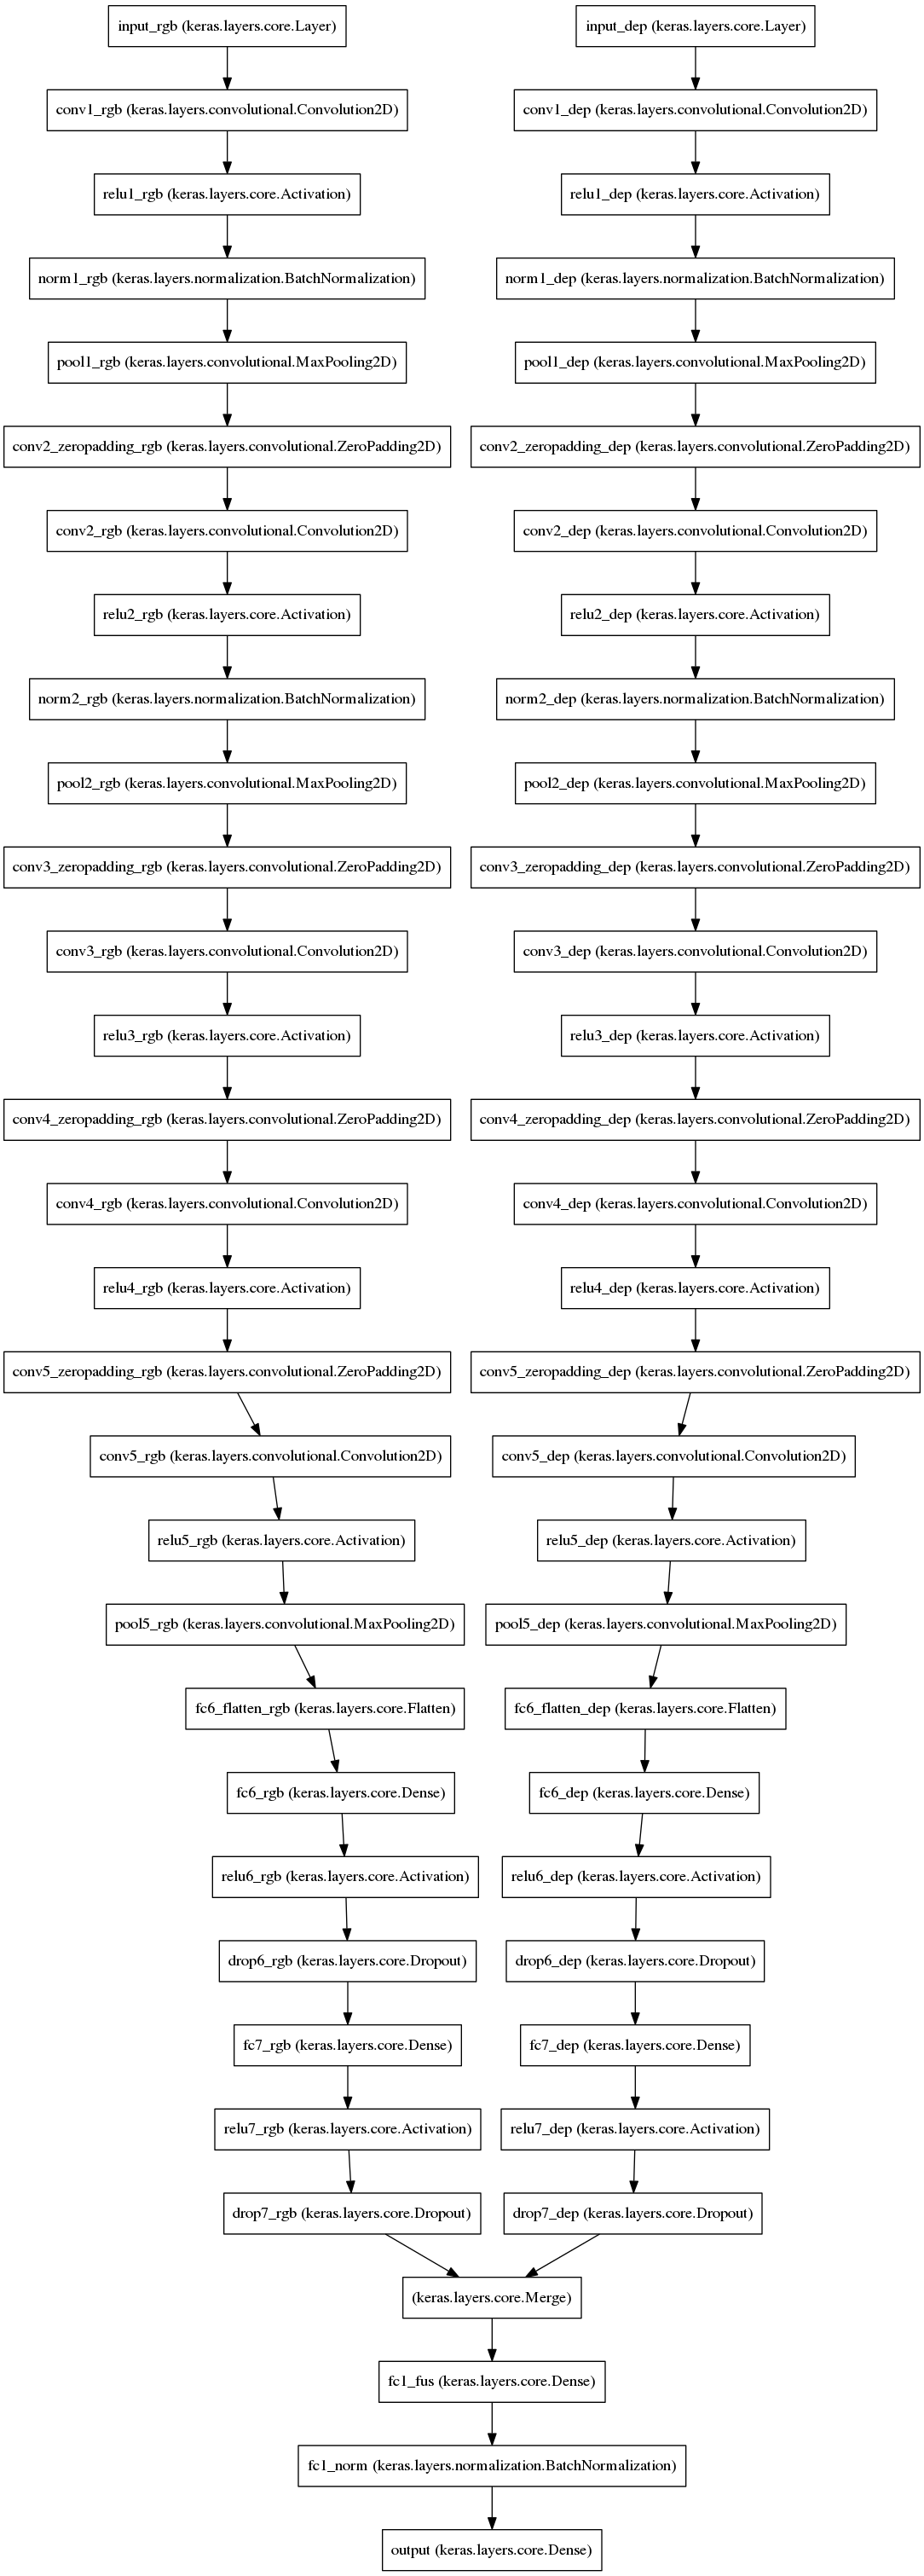 input_rgb (keras.layers.core.Layer)
input_dep (keras.layers.core.Layer)
conv1_rgb (keras.layers.convolutional.Convolution2D)
conv1_dep (keras.layers.convolutional.Convolution2D)
relu1_rgb (keras.layers.core.Activation)
relu1_dep (keras.layers.core.Activation)
norm1_rgb (keras.layers.normalization.BatchNormalization)
norm1_dep (keras.layers.normalization.BatchNormalization)
pool1_rgb (keras.layers.convolutional.MaxPooling2D)
pool1_dep (keras.layers.convolutional.MaxPooling2D)
conv2_zeropadding_rgb (keras.layers.convolutional.ZeroPadding2D)
conv2_zeropadding_dep (keras.layers.convolutional.ZeroPadding2D)
conv2_rgb (keras.layers.convolutional.Convolution2D)
conv2_dep (keras.layers.convolutional.Convolution2D)
relu2_rgb (keras.layers.core.Activation)
relu2_dep (keras.layers.core.Activation)
norm2_rgb (keras.layers.normalization.BatchNormalization)
norm2_dep (keras.layers.normalization.BatchNormalization)
pool2_rgb (keras.layers.convolutional.MaxPooling2D)
pool2_dep (keras.layers.convolutional.MaxPooling2D)
conv3_zeropadding_rgb (keras.layers.convolutional.ZeroPadding2D)
conv3_zeropadding_dep (keras.layers.convolutional.ZeroPadding2D)
conv3_rgb (keras.layers.convolutional.Convolution2D)
conv3_dep (keras.layers.convolutional.Convolution2D)
relu3_rgb (keras.layers.core.Activation)
relu3_dep (keras.layers.core.Activation)
conv4_zeropadding_rgb (keras.layers.convolutional.ZeroPadding2D)
conv4_zeropadding_dep (keras.layers.convolutional.ZeroPadding2D)
conv4_rgb (keras.layers.convolutional.Convolution2D)
conv4_dep (keras.layers.convolutional.Convolution2D)
relu4_rgb (keras.layers.core.Activation)
relu4_dep (keras.layers.core.Activation)
conv5_zeropadding_rgb (keras.layers.convolutional.ZeroPadding2D)
conv5_zeropadding_dep (keras.layers.convolutional.ZeroPadding2D)
conv5_rgb (keras.layers.convolutional.Convolution2D)
conv5_dep (keras.layers.convolutional.Convolution2D)
relu5_rgb (keras.layers.core.Activation)
relu5_dep (keras.layers.core.Activation)
pool5_rgb (keras.layers.convolutional.MaxPooling2D)
pool5_dep (keras.layers.convolutional.MaxPooling2D)
fc6_flatten_rgb (keras.layers.core.Flatten)
fc6_flatten_dep (keras.layers.core.Flatten)
fc6_rgb (keras.layers.core.Dense)
fc6_dep (keras.layers.core.Dense)
relu6_rgb (keras.layers.core.Activation)
relu6_dep (keras.layers.core.Activation)
drop6_rgb (keras.layers.core.Dropout)
drop6_dep (keras.layers.core.Dropout)
fc7_rgb (keras.layers.core.Dense)
fc7_dep (keras.layers.core.Dense)
relu7_rgb (keras.layers.core.Activation)
relu7_dep (keras.layers.core.Activation)
drop7_rgb (keras.layers.core.Dropout)
drop7_dep (keras.layers.core.Dropout)
(keras.layers.core.Merge)
fc1_fus (keras.layers.core.Dense)
fc1_norm (keras.layers.normalization.BatchNormalization)
output (keras.layers.core.Dense)